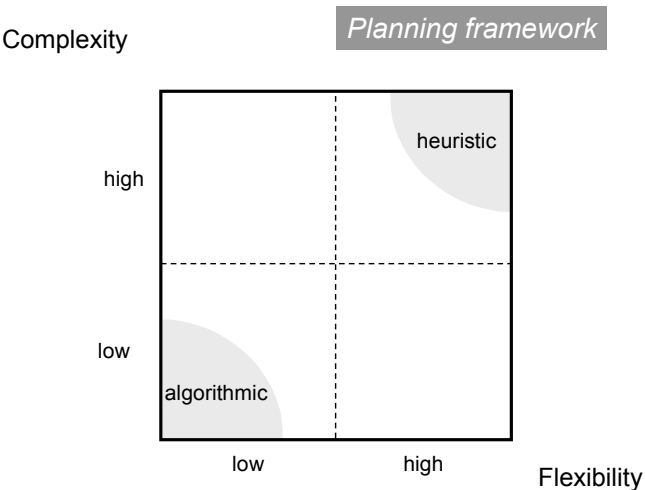 Planning framework
Complexity
heuristic
high
low
algorithmic
low high
Flexibility